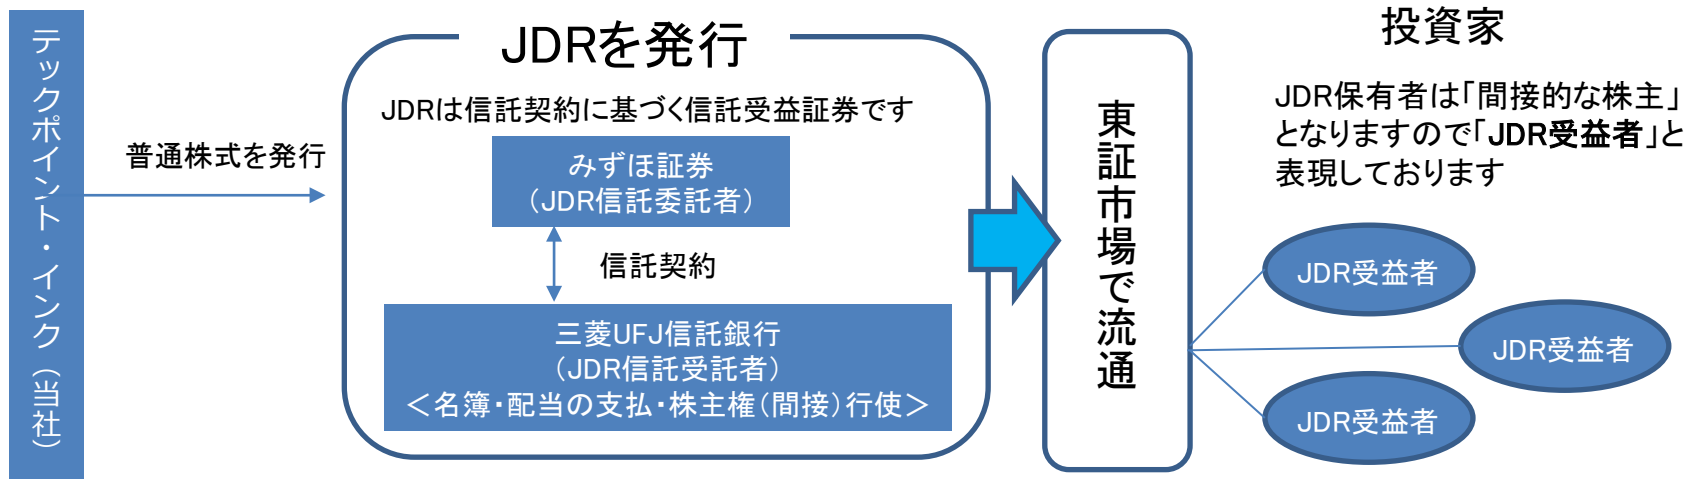 テックポイント・インク（当社）
普通株式を発行
JDRを発行
JDRは信託契約に基づく信託受益証券です
みずほ証券
（JDR信託委託者）
信託契約
三菱UFJ信託銀行
（JDR信託受託者）
＜名簿・配当の支払・株主権（間接）行使＞
東証市場で流通
投資家
JDR保有者は「間接的な株主」
となりますので「JDR受益者」と
表現しております
JDR受益者
JDR受益者
JDR受益者